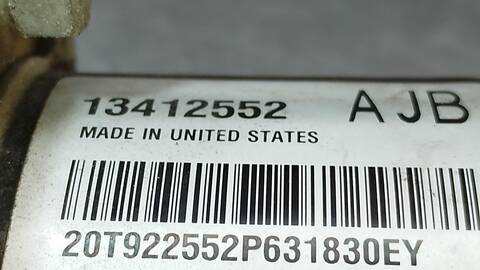 13412552 AJB
MADE IN UNITED STATES
20T922552P631830EY